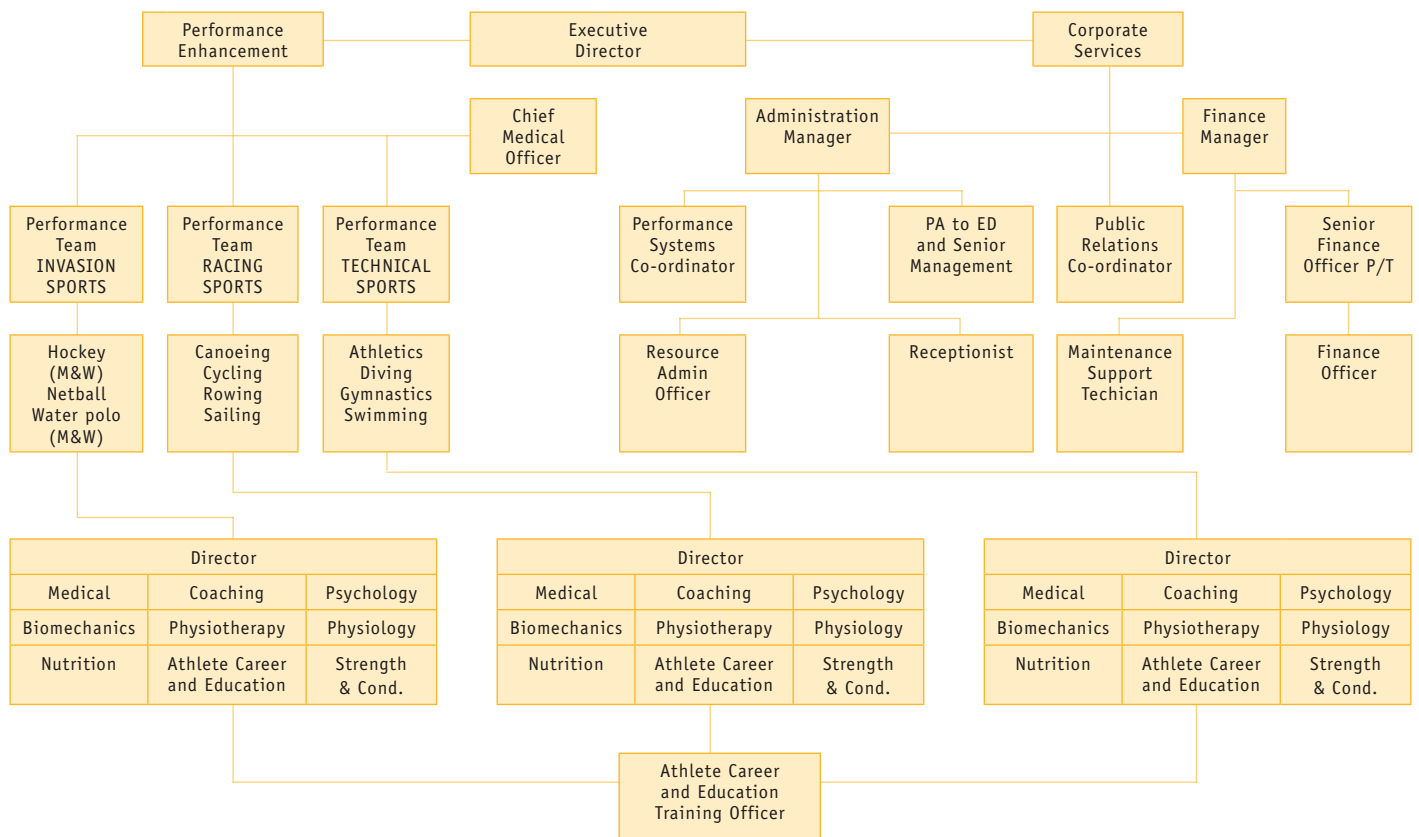 Performance
Enhancement
Executive
Director
Corporate
Services
Chief
Medical
Officer
Administration
Manager
Finance
Manager
Performance
Team
INVASION
SPORTS
Performance
Team
RACING
SPORTS
Performance
Team
TECHNICAL
SPORTS
Performance
Systems
Co-ordinator
PA to ED
and Senior
Management
Public
Relations
Co-ordinator
Senior
Finance
Officer P/T
Hockey
(M&W)
Netball
Water polo
(M&W)
Canoeing
Cycling
Rowing
Sailing
Athletics
Diving
Gymnastics
Swimming
Resource
Admin
Officer
Receptionist
Maintenance
Support
Techician
Finance
Officer
Director
Medical
Coaching
Psychology
Biomechanics
Physiotherapy
Physiology
Nutrition
Athlete Career
and Education
Strength
& Cond.
Director
Medical
Coaching
Psychology
Biomechanics
Physiotherapy
Physiology
Nutrition
Athlete Career
and Education
Strength
& Cond.
Director
Medical
Coaching
Psychology
Biomechanics
Physiotherapy
Physiology
Nutrition
Athlete Career
and Education
Strength
& Cond.
Athlete Career
and Education
Training Officer